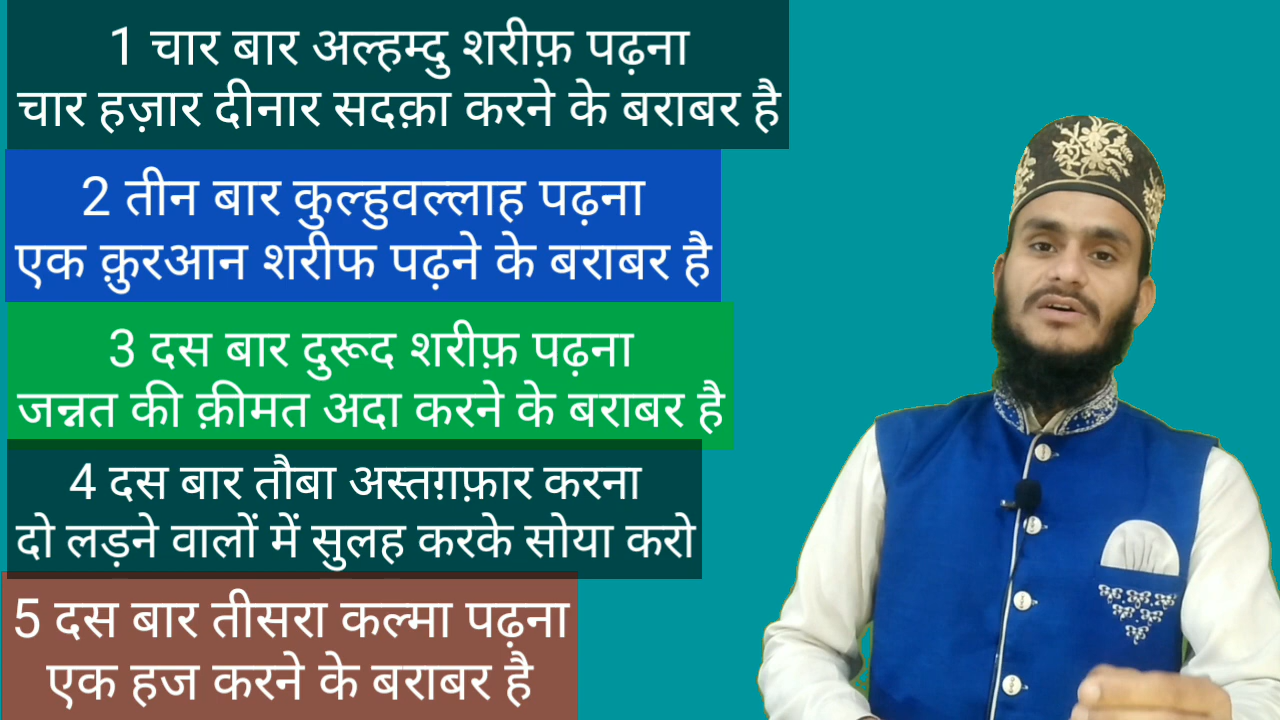 1 चार बार अल्हम्दु शरीफ़ पढ़ना
चार हज़ार दीनार सदक़ा करने के बराबर है
2 तीन बार कुल्हुवल्लाह पढ़ना
एक क़ुरआन शरीफ पढ़ने के बराबर है
3 दस बार दुरूद शरीफ़ पढ़ना
जन्नत की क़ीमत अदा करने के बराबर है
4 दस बार तौबा अस्तग़फ़ार करना
दो लड़ने वालों में सुलह करके सोया करो
5 दस बार तीसरा कल्मा पढ़ना
एक हज करने के बराबर है